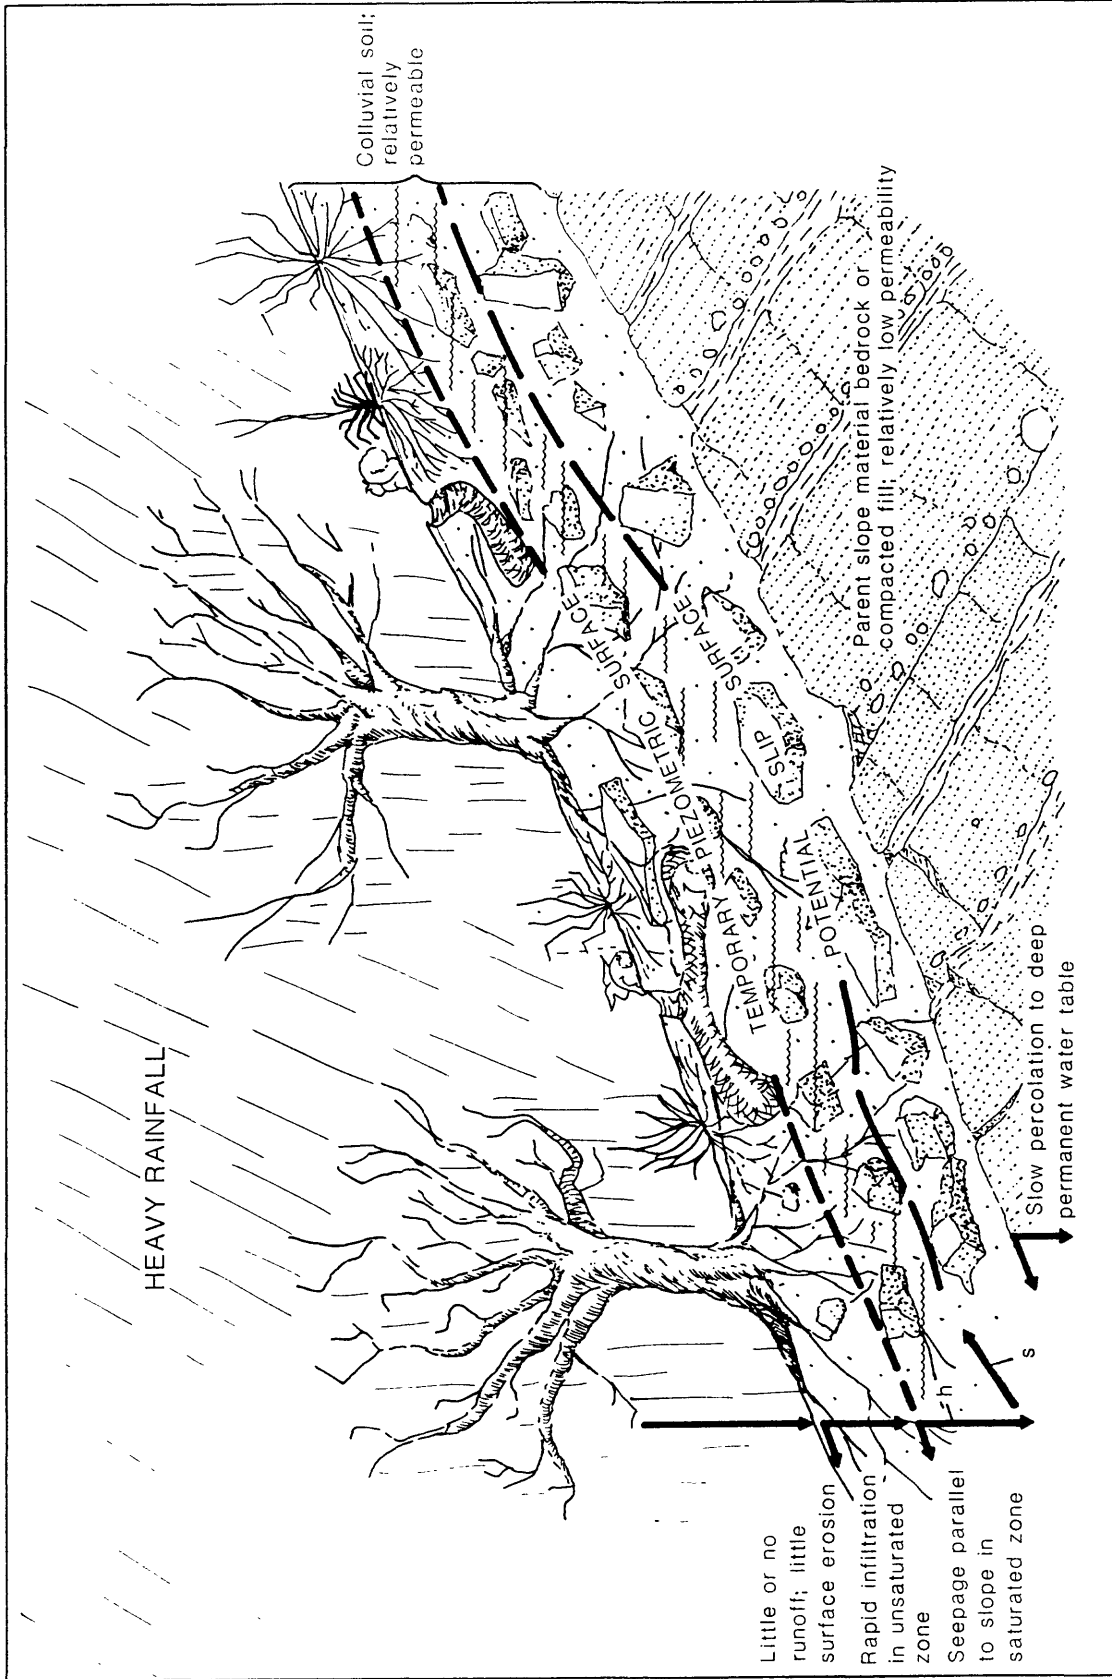 HEAVY RAINFALL
Colluvial soil;
relatively
permeable
TEMPORARY PIEZOMETRIC SURFACE
POTENTIAL SLIP SURFACE
Parent slope material bedrock or
compacted fill; relatively low permeability
Little or no
runoff; little
surface erosion
Rapid infiltration
in unsaturated
zone
Seepage parallel
to slope in
saturated zone
h
s
Slow percolation to deep
permanent water table